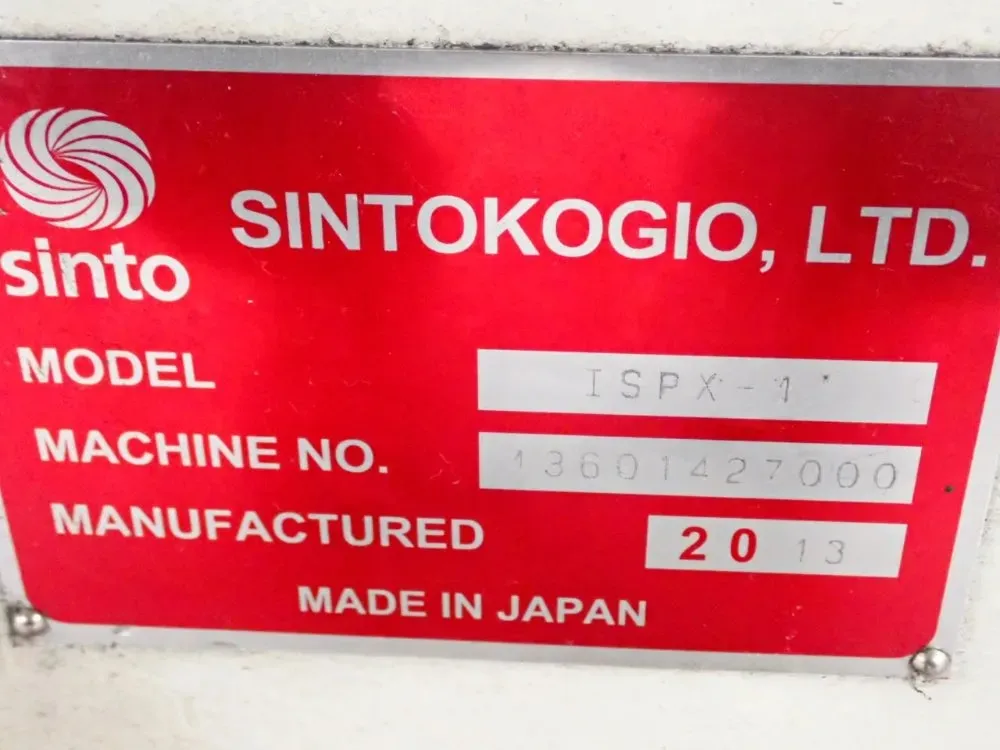 sinto
SINTOKOGIO, LTD.
MODEL ISPX-1
MACHINE NO. 13601427000
MANUFACTURED 2013
MADE IN JAPAN